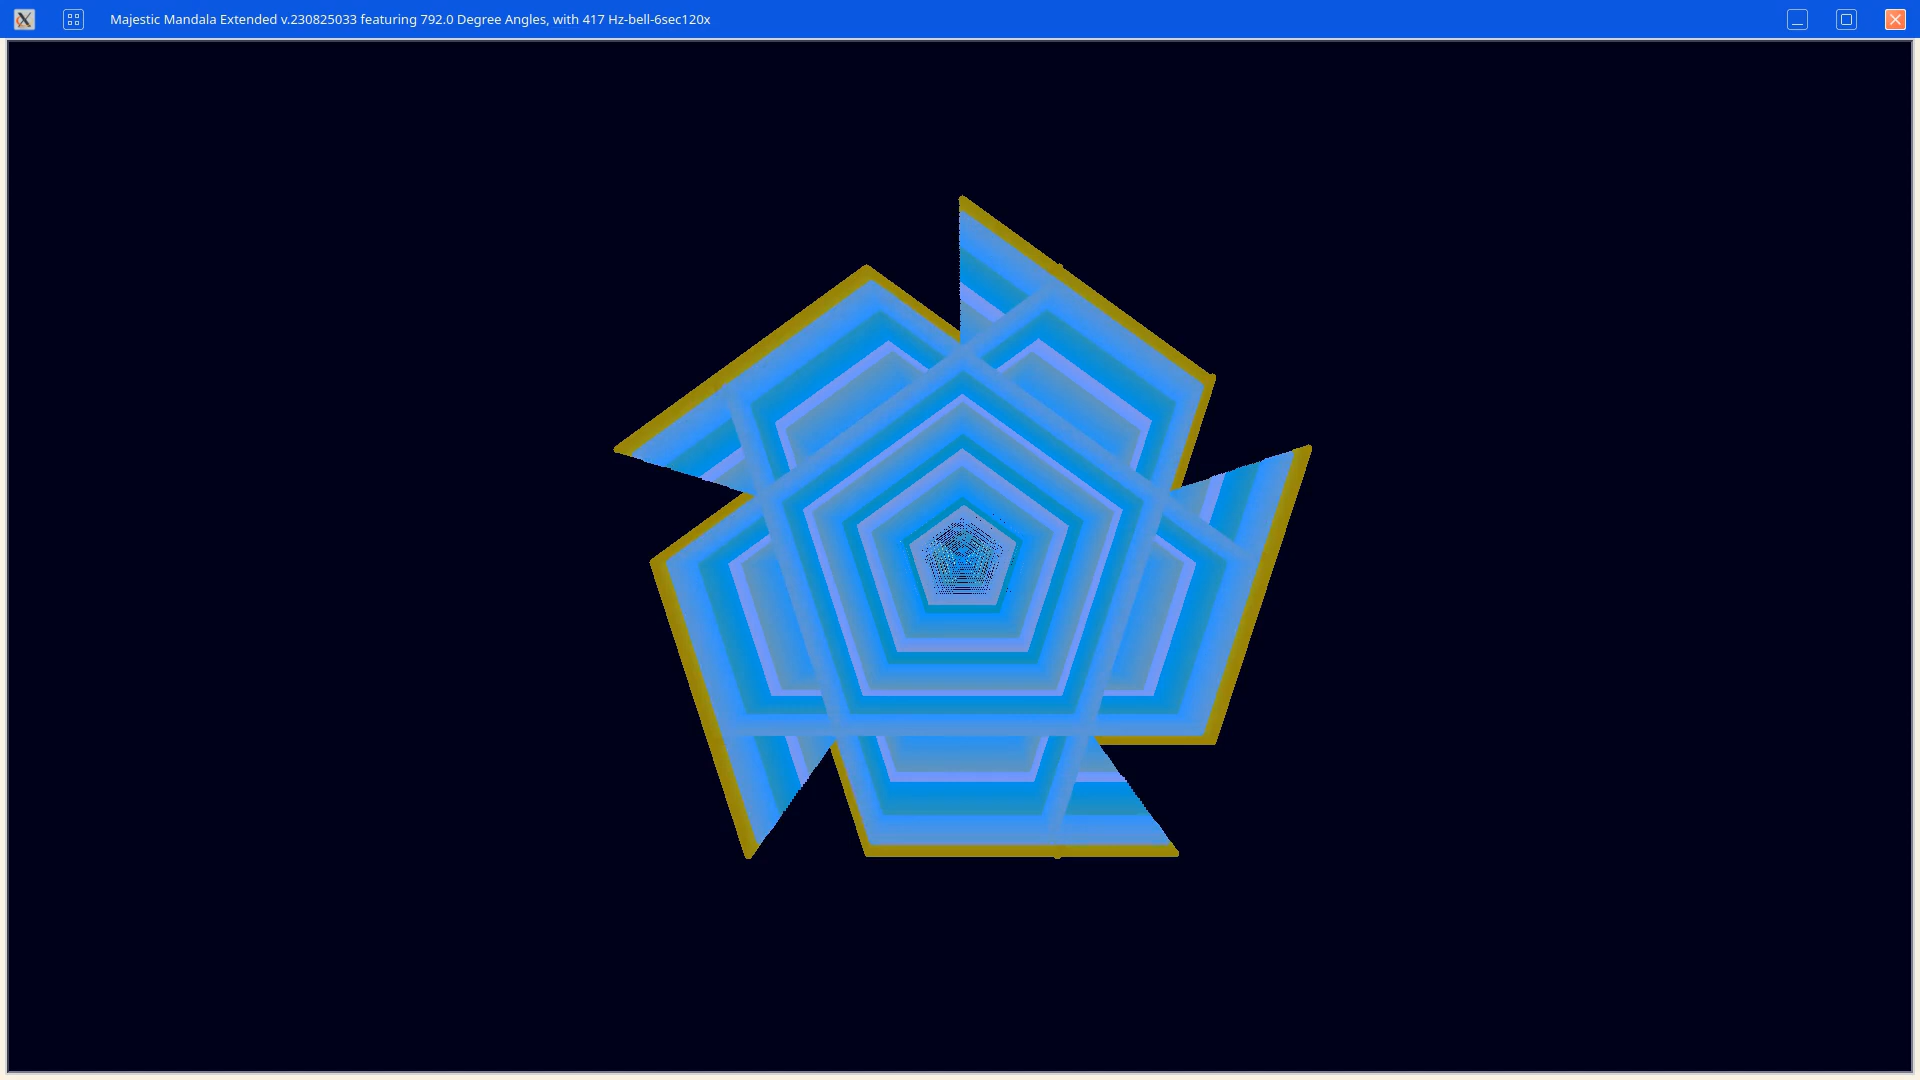 Majestic Mandala Extended v.230825033 featuring 792.0 Degree Angles, with 417 Hz-bell-6sec120x